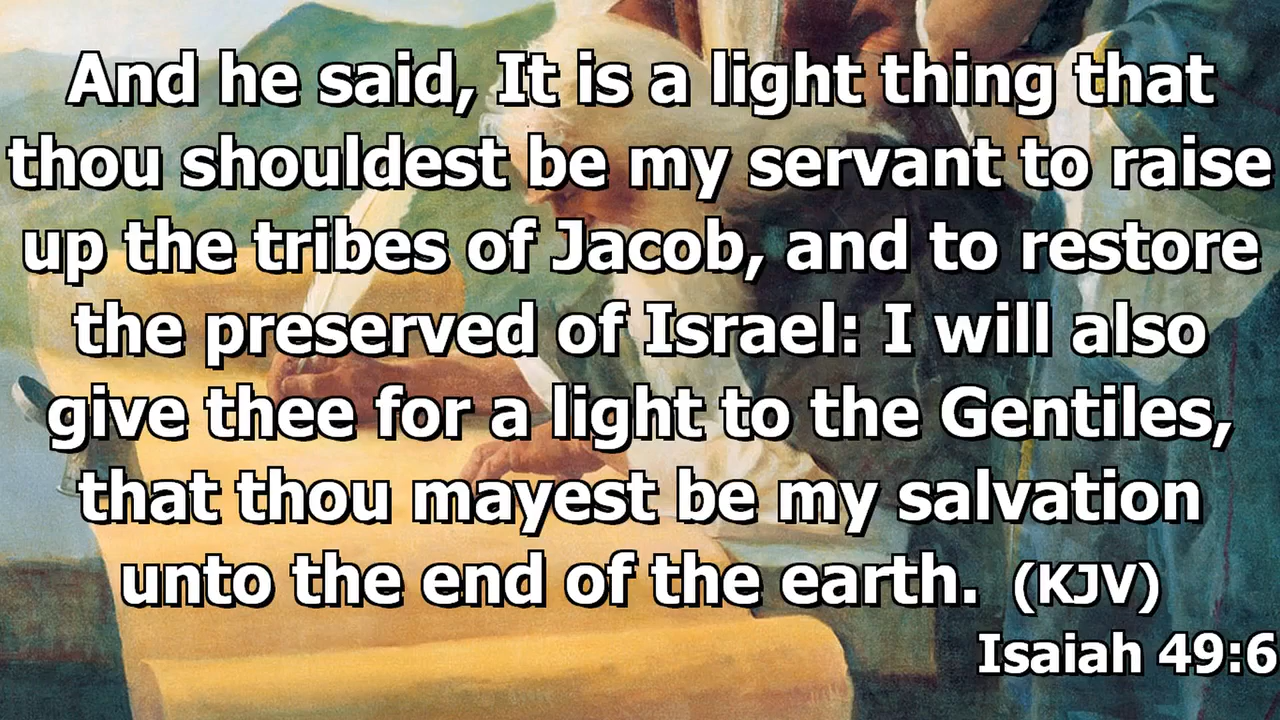 And he said, It is a light thing that
thou shouldest be my servant to raise
up the tribes of Jacob, and to restore
the preserved of Israel: I will also
give thee for a light to the Gentiles,
that thou mayest be my salvation
unto the end of the earth. (KJV)
Isaiah 49:6